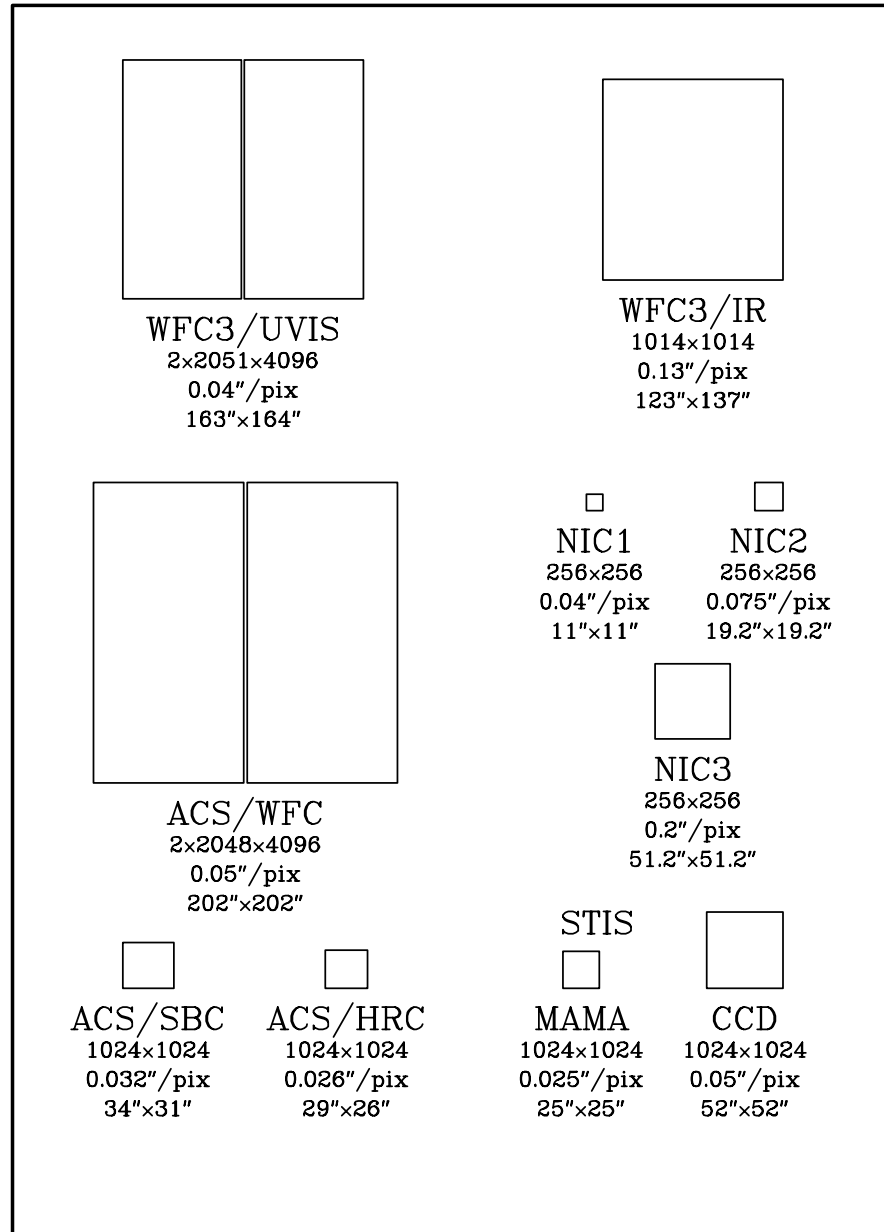 WFC3/UVIS
2×2051×4096
0.04"/pix
163"×164"
WFC3/IR
1014×1014
0.13"/pix
123"×137"
NIC1
256×256
0.04"/pix
11"×11"
NIC2
256×256
0.075"/pix
19.2"×19.2"
ACS/WFC
2×2048×4096
0.05"/pix
202"×202"
NIC3
256×256
0.2"/pix
51.2"×51.2"
ACS/SBC
1024×1024
0.032"/pix
34"×31"
ACS/HRC
1024×1024
0.026"/pix
29"×26"
STIS
MAMA
1024×1024
0.025"/pix
25"×25"
CCD
1024×1024
0.05"/pix
52"×52"